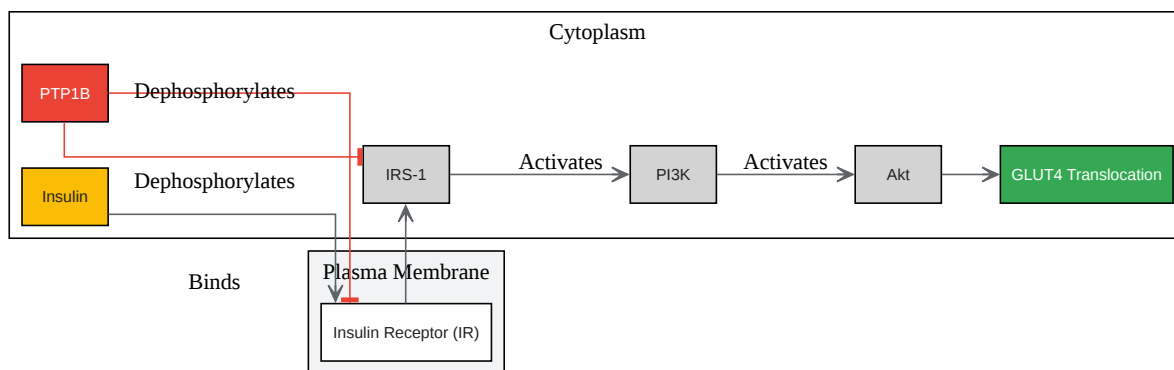 Cytoplasm
PTP1B
Dephosphorylates
IRS-1
Activates
PI3K
Activates
Akt
GLUT4 Translocation
Dephosphorylates
Insulin
Binds
Plasma Membrane
Insulin Receptor (IR)